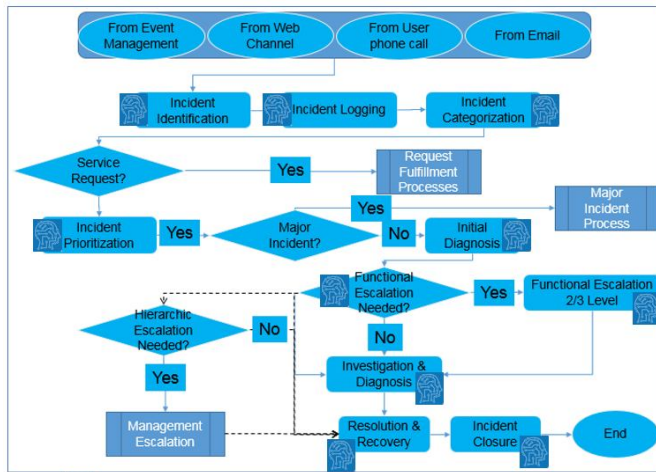 From Event
Management
From Web
Channel
From User
phone call
From Email
Incident
Identification
Incident Logging
Incident
Categorization
Service
Request?
Yes
Request
Fulfillment
Processes
Major
Incident
Process
Incident
Prioritization
Yes
Major
Incident?
Yes
No
Initial
Diagnosis
Functional
Escalation
Needed?
Yes
Functional Escalation
2/3 Level
Hierarchic
Escalation
Needed?
No
No
Yes
Investigation &
Diagnosis
Management
Escalation
Resolution &
Recovery
Incident
Closure
End